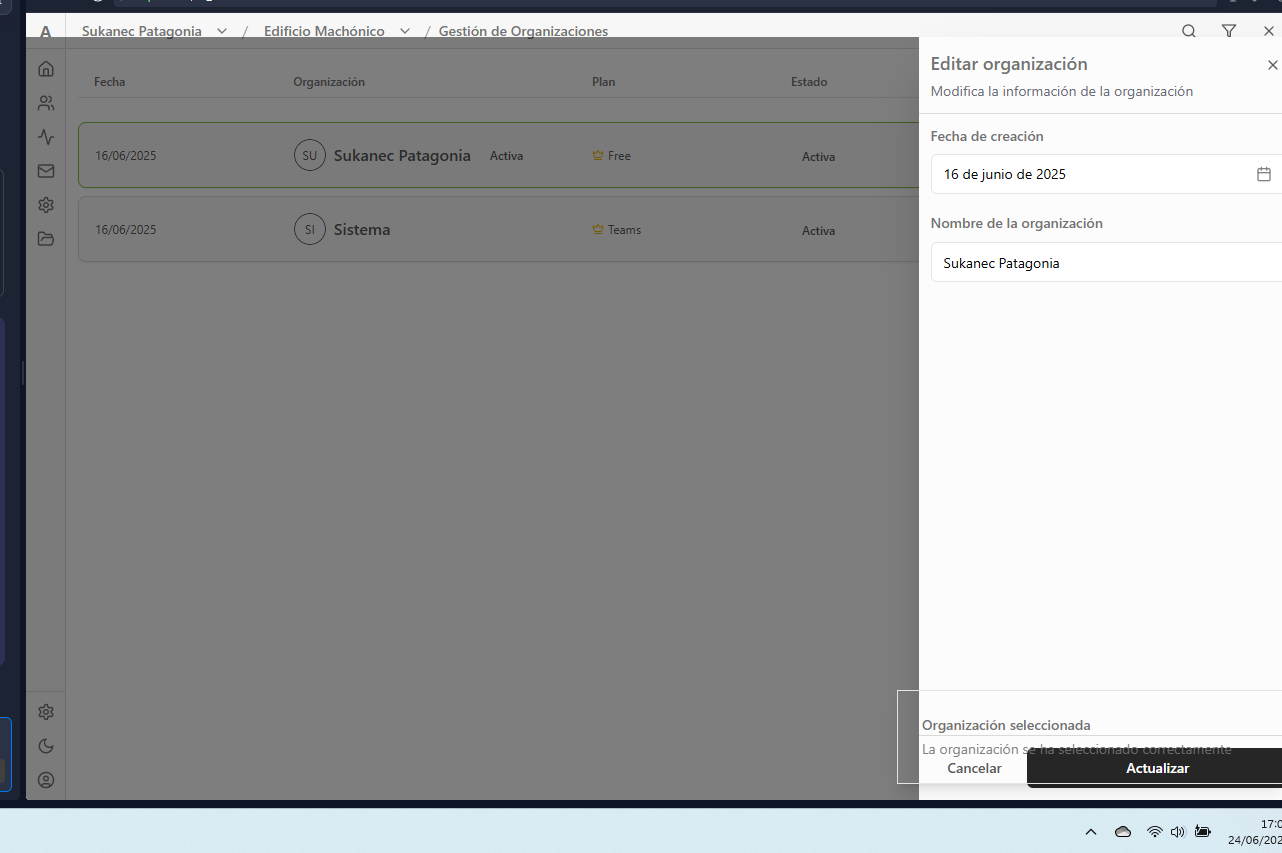 A Sukanec Patagonia / Edificio Machónico / Gestión de Organizaciones
Editar organización
Modifica la información de la organización
Fecha Organización Plan Estado
16/06/2025 SU Sukanec Patagonia Activa Free Activa
16/06/2025 SI Sistema Teams Activa
Fecha de creación
16 de junio de 2025
Nombre de la organización
Sukanec Patagonia
Organización seleccionada
La organización se ha seleccionado correctamente
Cancelar Actualizar
17:0
24/06/202